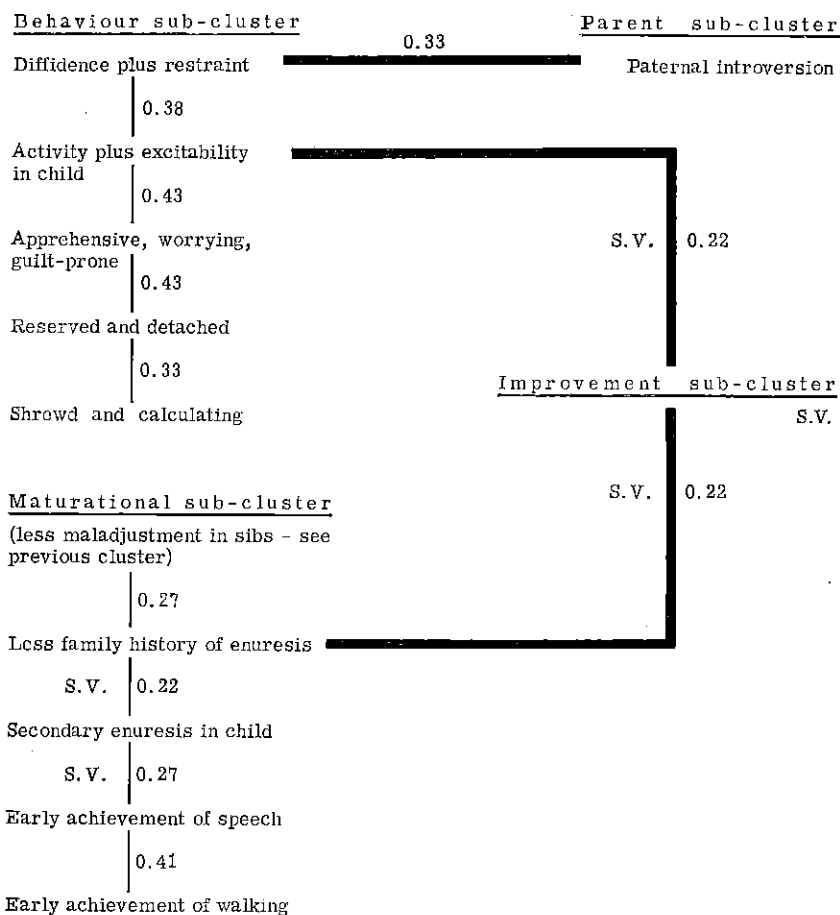 Behaviour sub-cluster
Parent sub-cluster
0.33
Diffidence plus restraint
Paternal introversion
0.38
Activity plus excitability
in child
0.43
S.V. 0.22
Apprehensive, worrying,
guilt-prone
0.43
Reserved and detached
0.33
Improvement sub-cluster
Shrewd and calculating
S.V.
S.V. 0.22
Maturational sub-cluster
(less maladjustment in sibs - see
previous cluster)
0.27
Less family history of enuresis
S.V. 0.22
Secondary enuresis in child
S.V. 0.27
Early achievement of speech
0.41
Early achievement of walking